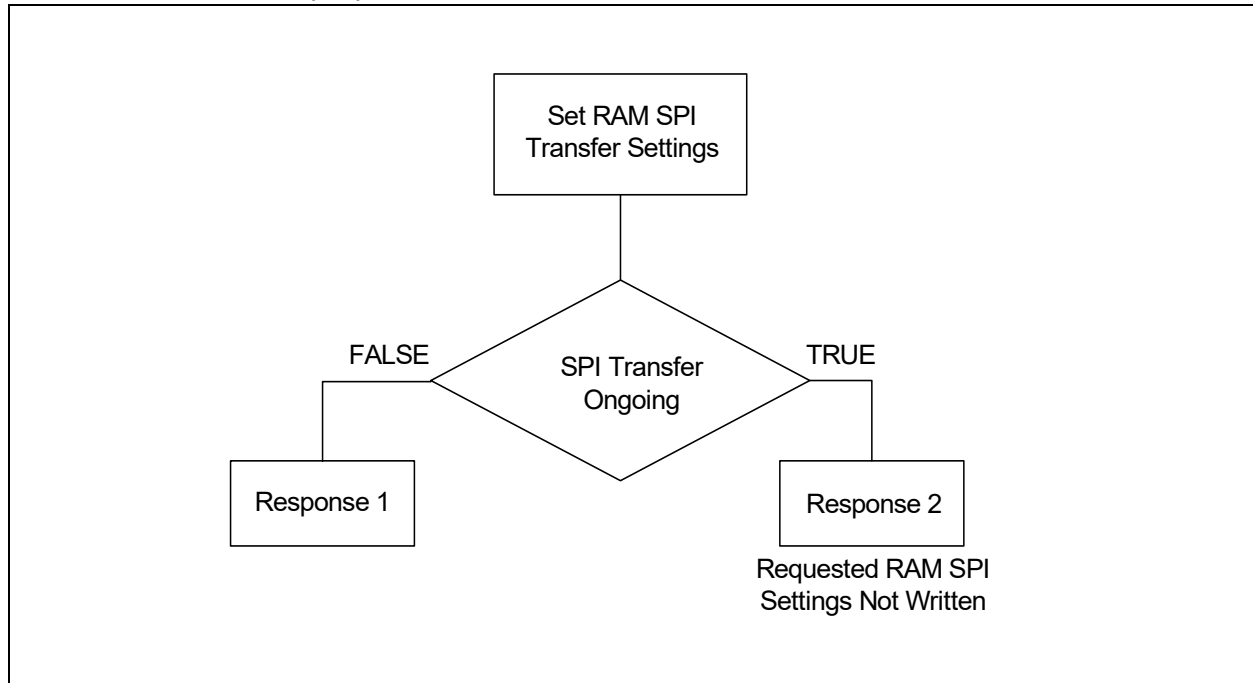 Set RAM SPI
Transfer Settings
FALSE
TRUE
SPI Transfer
Ongoing
Response 1
Response 2
Requested RAM SPI
Settings Not Written